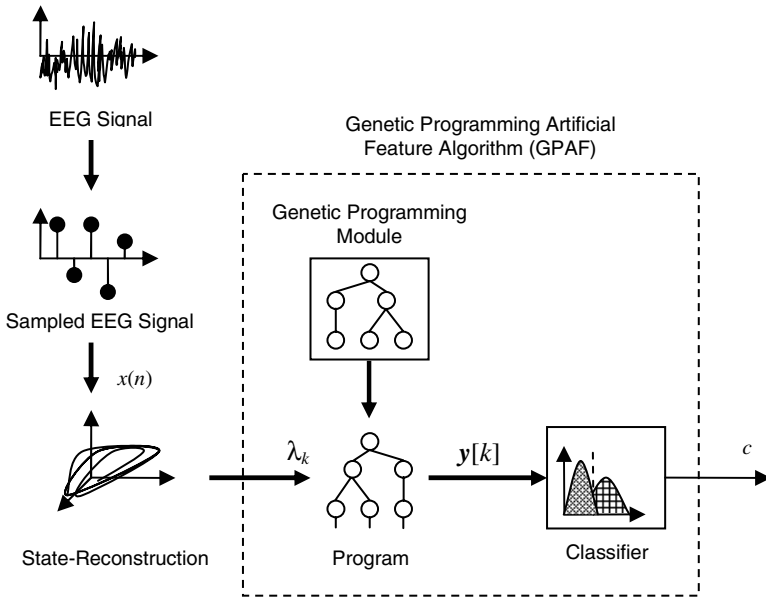 EEG Signal
Genetic Programming Artificial
Feature Algorithm (GPAF)
Genetic Programming
Module
Sampled EEG Signal
x(n)
λk
y[k]
c
State-Reconstruction
Program
Classifier